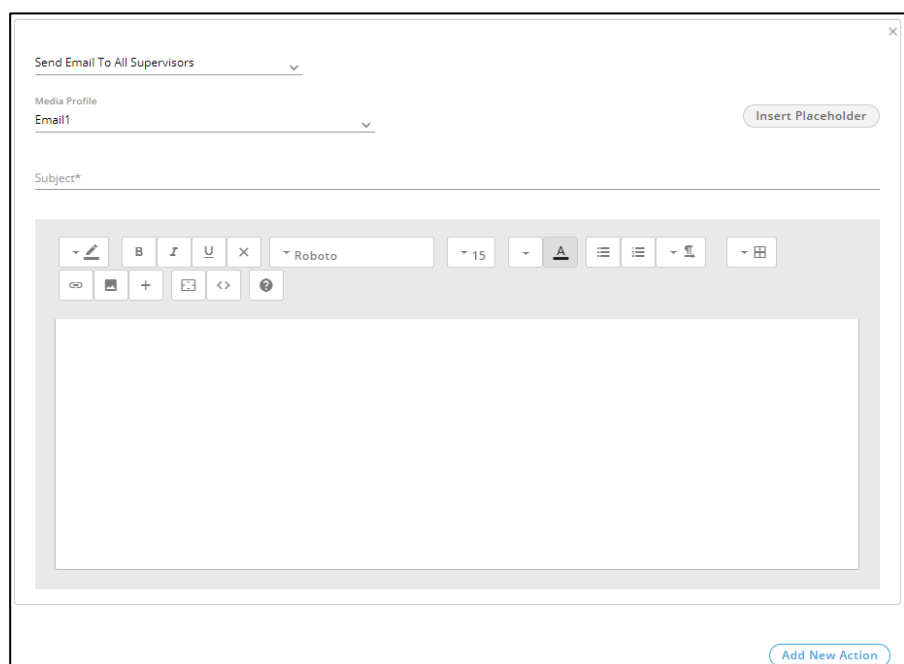 Send Email To All Supervisors
Media Profile
Email1
Insert Placeholder
Subject*
B I U Roboto 15 A
Add New Action